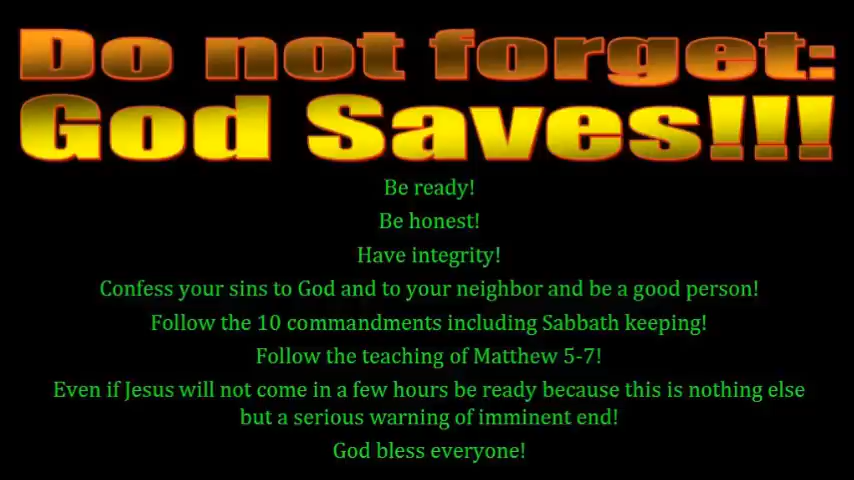 Do not forget:
God Saves!!!
Be ready!
Be honest!
Have integrity!
Confess your sins to God and to your neighbor and be a good person!
Follow the 10 commandments including Sabbath keeping!
Follow the teaching of Matthew 5-7!
Even if Jesus will not come in a few hours be ready because this is nothing else
but a serious warning of imminent end!
God bless everyone!